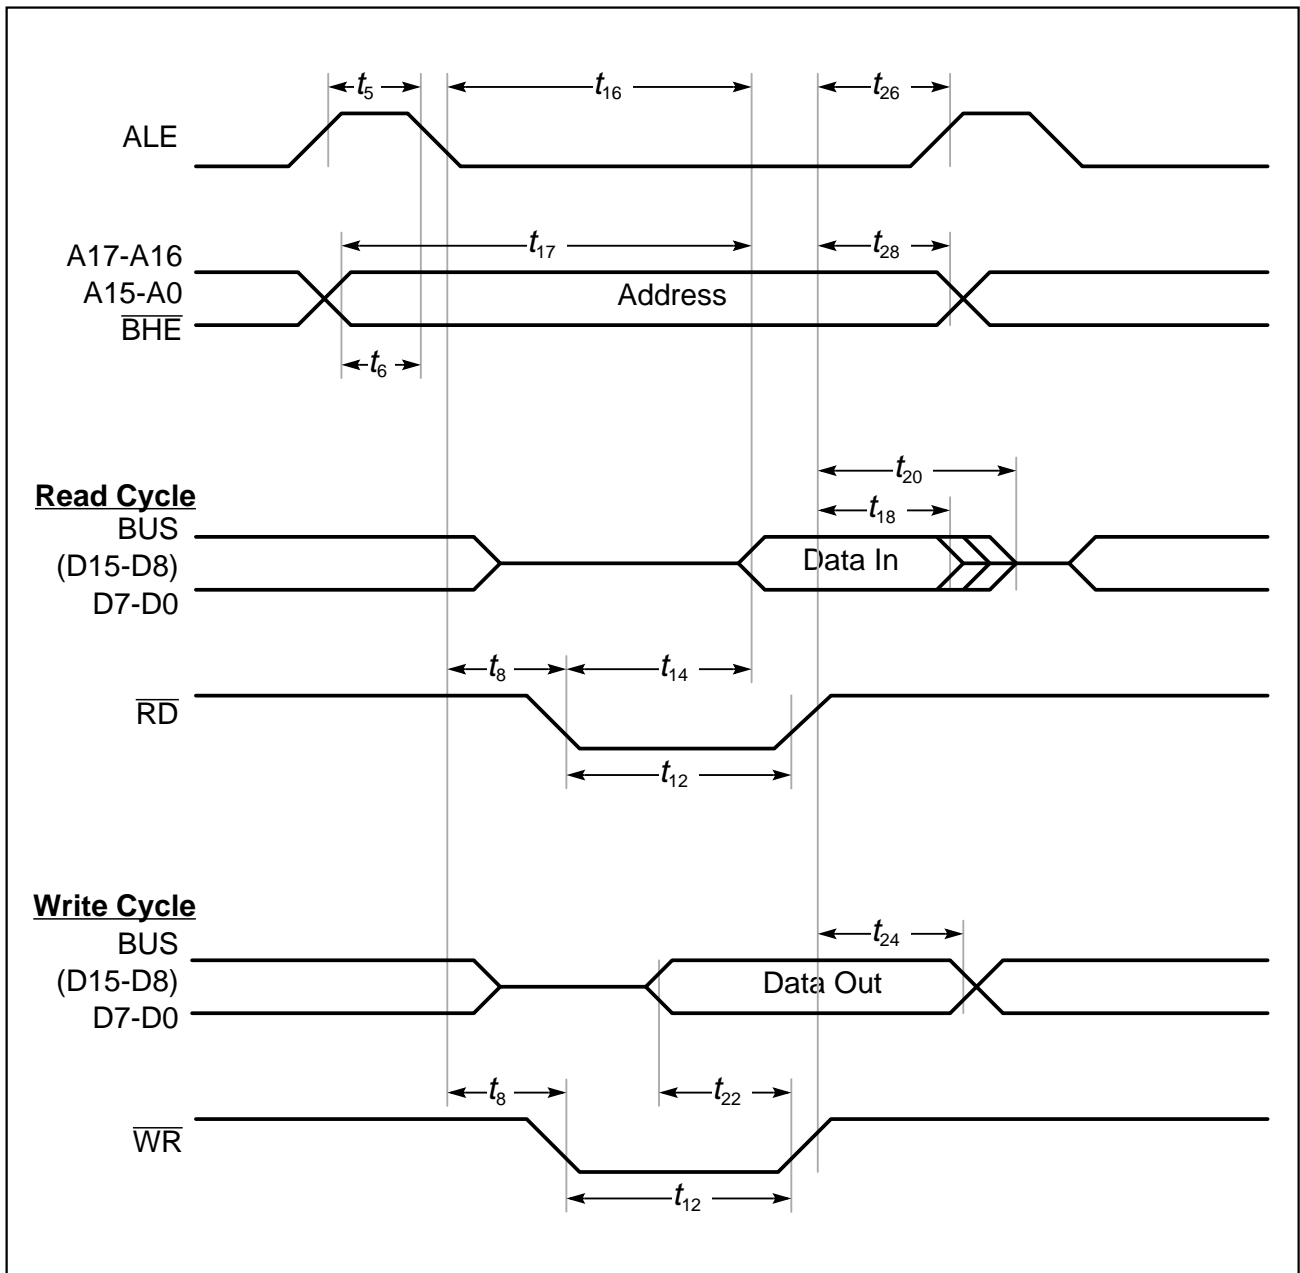 t5
t16
t26
ALE
t17
t28
A17-A16
A15-A0
BHE
Address
t6
t20
Read Cycle
t18
BUS
(D15-D8)
D7-D0
Data In
t8
t14
RD
t12
Write Cycle
t24
BUS
(D15-D8)
D7-D0
Data Out
t8
t22
WR
t12